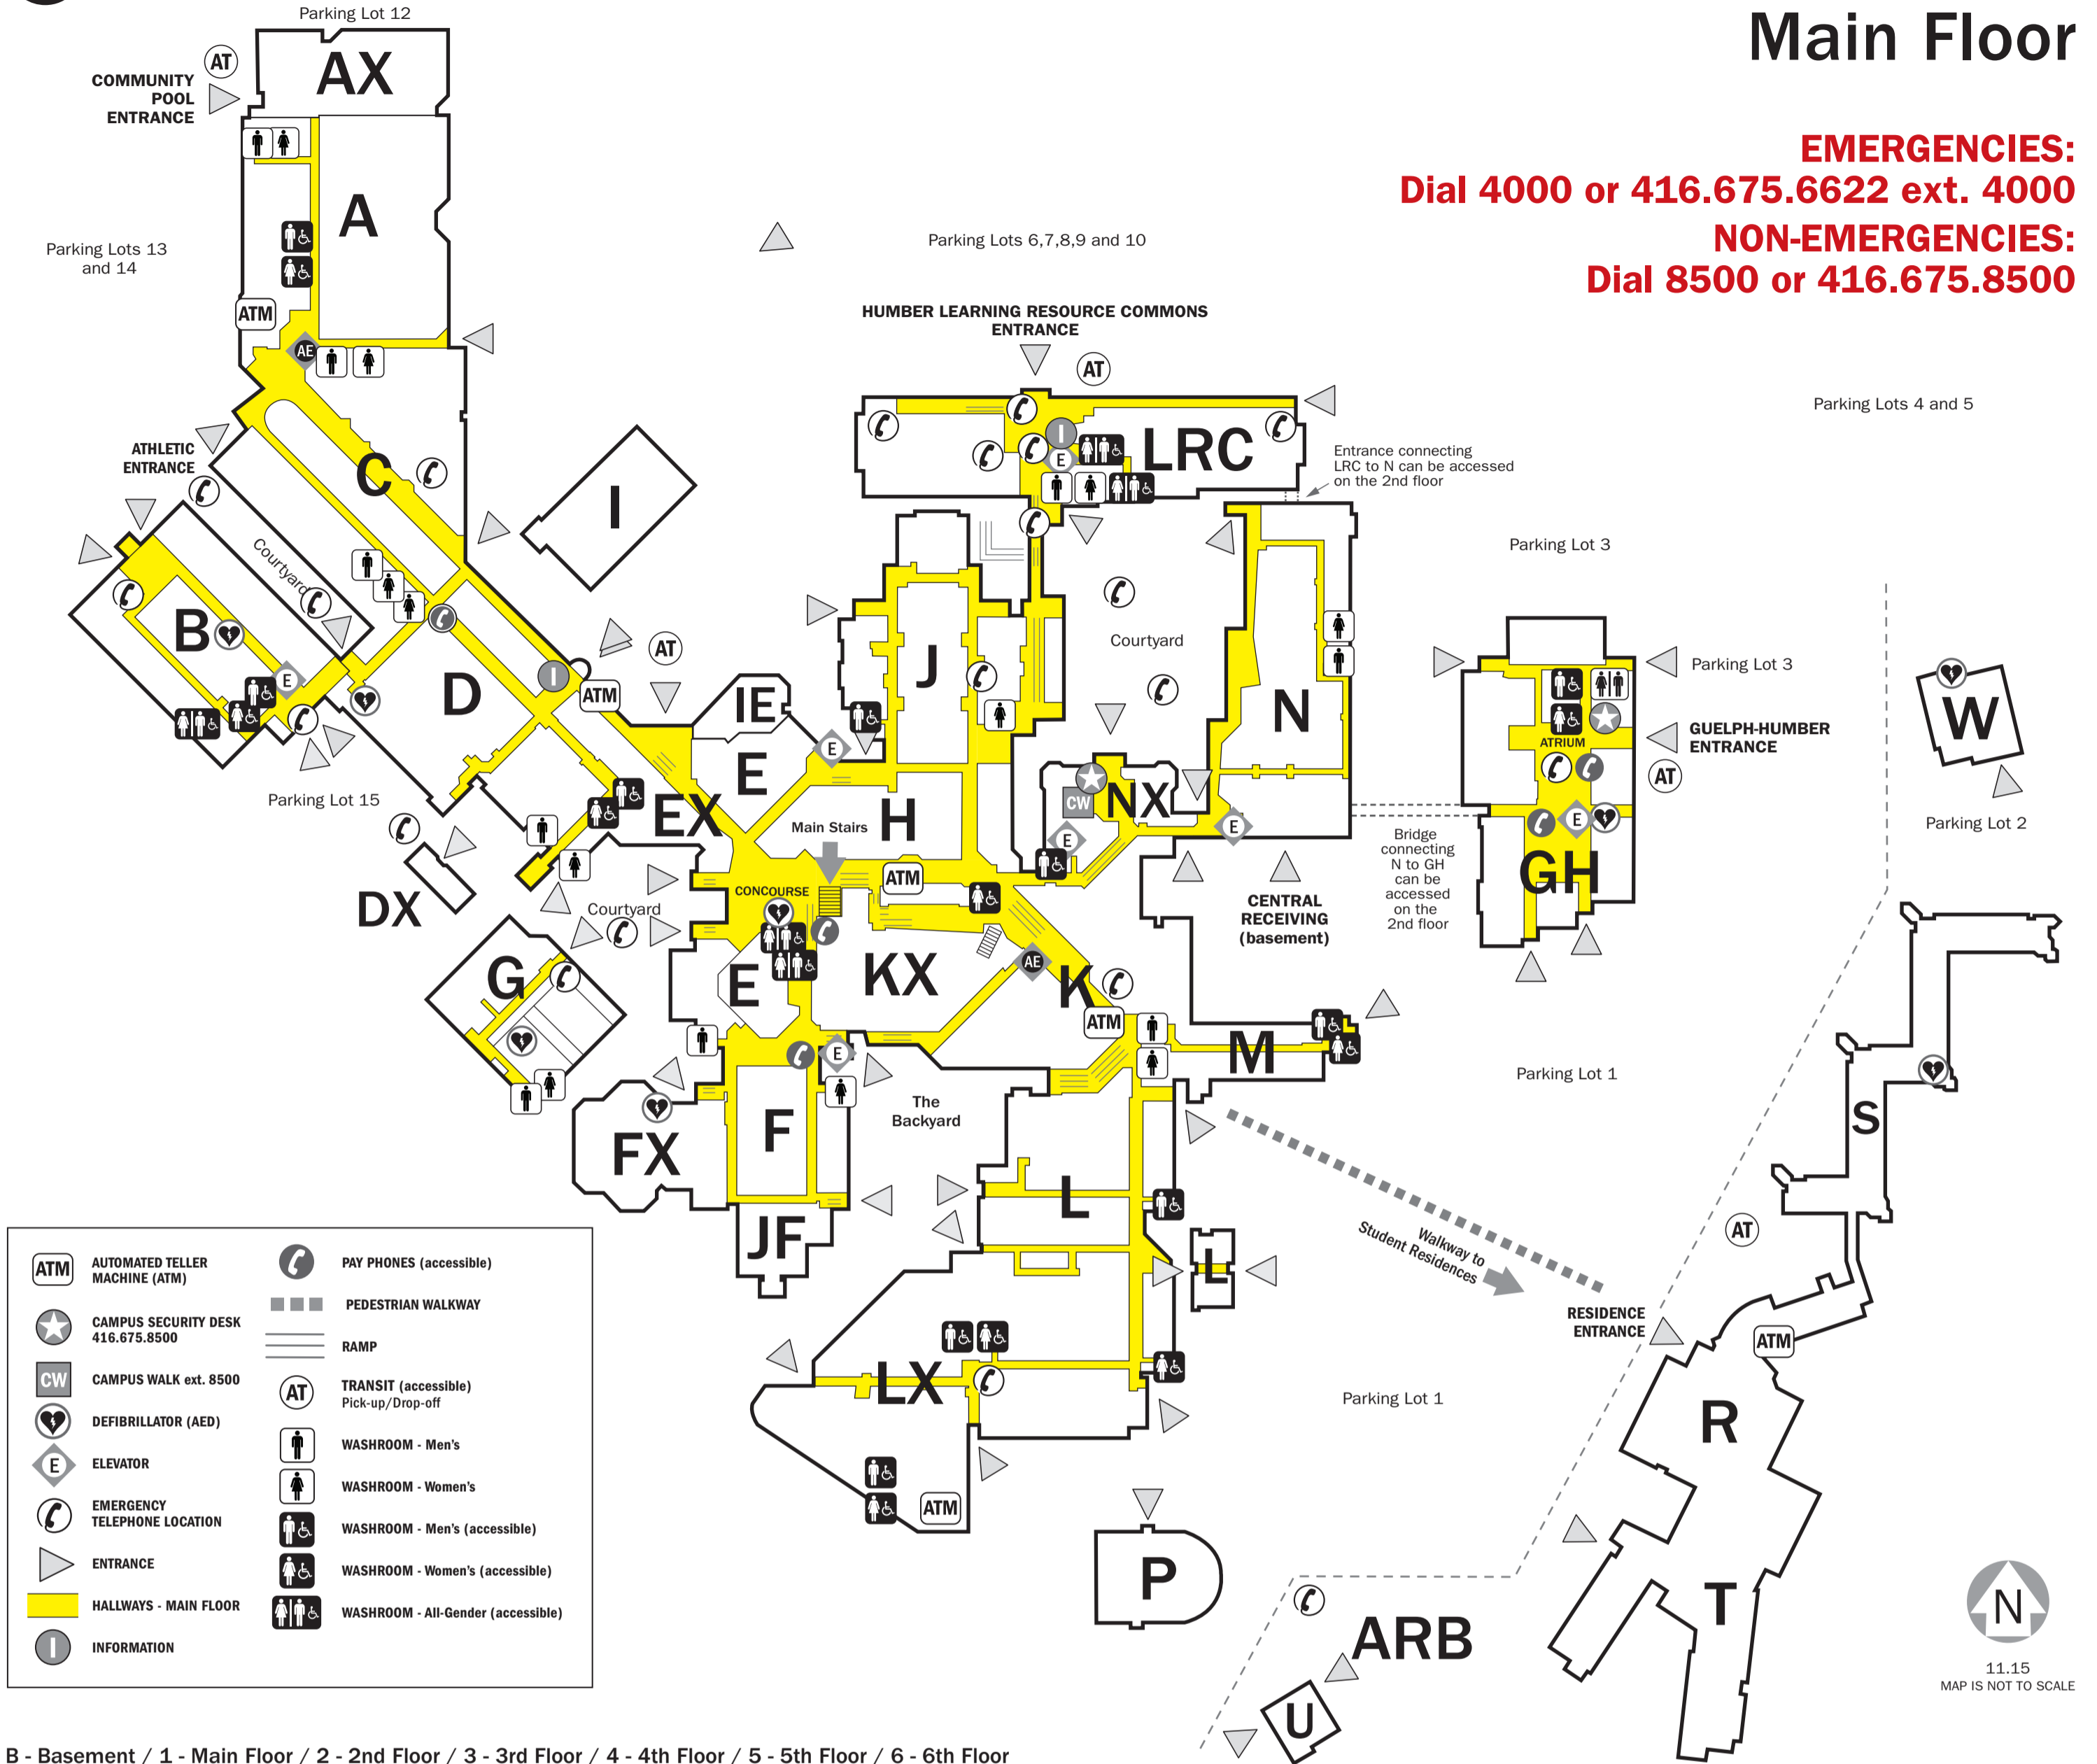 Main Floor
EMERGENCIES:
Dial 4000 or 416.675.6622 ext. 4000
NON-EMERGENCIES:
Dial 8500 or 416.675.8500
Parking Lot 12
AT
COMMUNITY
POOL
ENTRANCE
AX
A
Parking Lots 13
and 14
ATM
AE
Parking Lots 6,7,8,9 and 10
HUMBER LEARNING RESOURCE COMMONS
ENTRANCE
AT
Parking Lots 4 and 5
ATHLETIC
ENTRANCE
C
I
I
E
LRC
Entrance connecting
LRC to N can be accessed
on the 2nd floor
Courtyard
B
E
D
I
ATM
AT
IE
E
E
J
Courtyard
N
Parking Lot 3
Parking Lot 3
ATRIUM
GUELPH-HUMBER
ENTRANCE
AT
W
Parking Lot 2
Parking Lot 15
EX
Main Stairs
H
CW
NX
E
E
E
GH
Bridge
connecting
N to GH
can be
accessed
on the
2nd floor
DX
Courtyard
CONCOURSE
ATM
CENTRAL
RECEIVING
(basement)
G
E
KX
AE
K
ATM
M
E
The
Backyard
Parking Lot 1
S
FX
F
JF
L
L
Walkway to
Student Residences
AT
RESIDENCE
ENTRANCE
ATM
LX
Parking Lot 1
R
ATM
P
T
ARB
U
N
11.15
MAP IS NOT TO SCALE
ATM
AUTOMATED TELLER
MACHINE (ATM)
CAMPUS SECURITY DESK
416.675.8500
CW
CAMPUS WALK ext. 8500
DEFIBRILLATOR (AED)
E
ELEVATOR
EMERGENCY
TELEPHONE LOCATION
ENTRANCE
HALLWAYS - MAIN FLOOR
I
INFORMATION
PAY PHONES (accessible)
PEDESTRIAN WALKWAY
RAMP
AT
TRANSIT (accessible)
Pick-up/Drop-off
WASHROOM - Men's
WASHROOM - Women's
WASHROOM - Men's (accessible)
WASHROOM - Women's (accessible)
WASHROOM - All-Gender (accessible)
B - Basement / 1 - Main Floor / 2 - 2nd Floor / 3 - 3rd Floor / 4 - 4th Floor / 5 - 5th Floor / 6 - 6th Floor